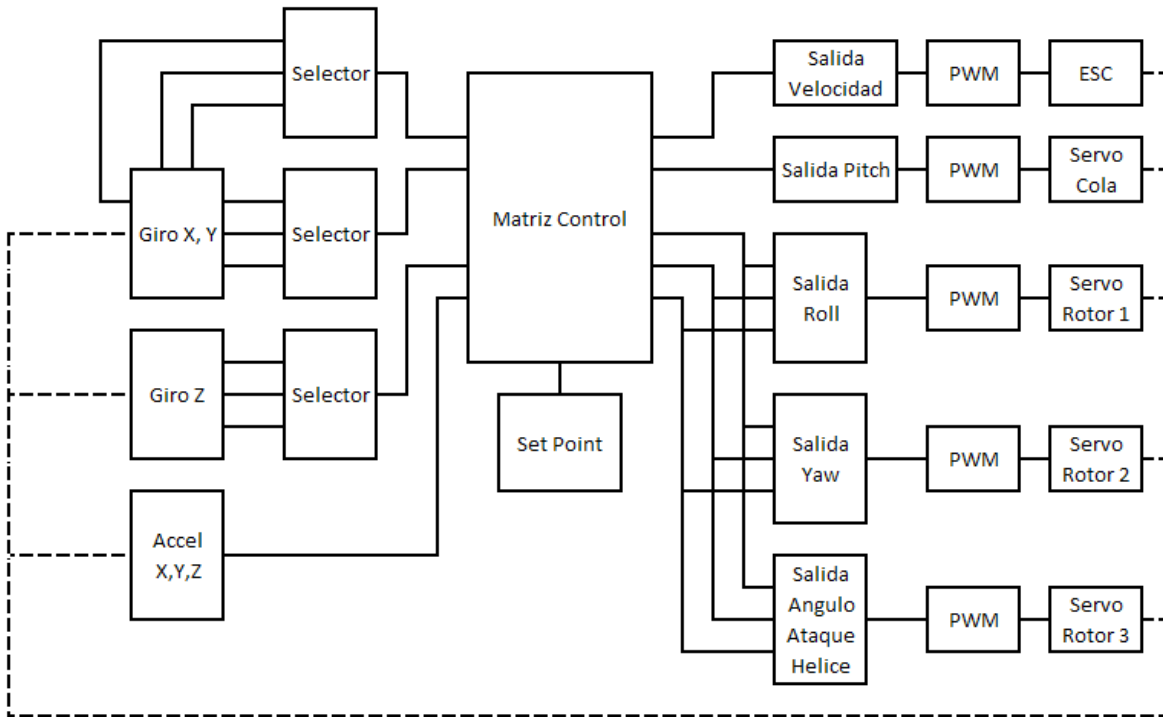 Selector
Giro X, Y
Selector
Giro Z
Selector
Accel
X,Y,Z
Matriz Control
Set Point
Salida
Velocidad
PWM
ESC
Salida Pitch
PWM
Servo
Cola
Salida
Roll
PWM
Servo
Rotor 1
Salida
Yaw
PWM
Servo
Rotor 2
Salida
Angulo
Ataque
Helice
PWM
Servo
Rotor 3